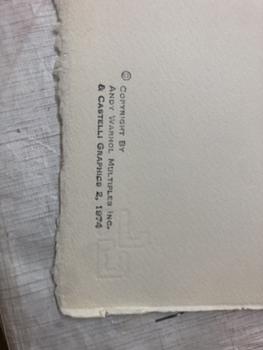 © COPYRIGHT BY
ANDY WARHOL MULTIPLES INC.
& CASTELLI GRAPHICS 2, 1974